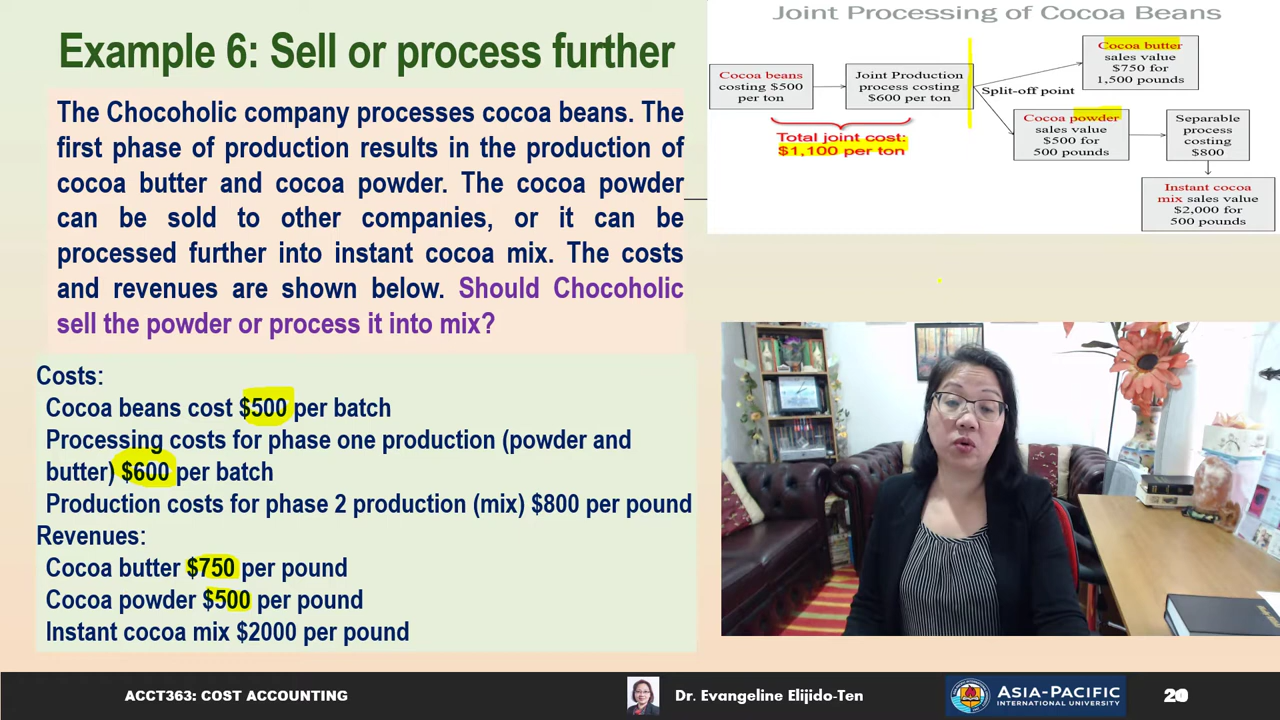 Example 6: Sell or process further
The Chocoholic company processes cocoa beans. The
first phase of production results in the production of
cocoa butter and cocoa powder. The cocoa powder
can be sold to other companies, or it can be
processed further into instant cocoa mix. The costs
and revenues are shown below. Should Chocoholic
sell the powder or process it into mix?
Costs:
Cocoa beans cost $500 per batch
Processing costs for phase one production (powder and
butter) $600 per batch
Production costs for phase 2 production (mix) $800 per pound
Revenues:
Cocoa butter $750 per pound
Cocoa powder $500 per pound
Instant cocoa mix $2000 per pound
Joint Processing of Cocoa Beans
Cocoa beans
costing $500
per ton
Joint Production
process costing
$600 per ton
Total joint cost:
$1,100 per ton
Split-off point
Cocoa butter
sales value
$750 for
1,500 pounds
Cocoa powder
sales value
$500 for
500 pounds
Separable
process
costing
$800
Instant cocoa
mix sales value
$2,000 for
500 pounds
ACCT363: COST ACCOUNTING
Dr. Evangeline Elijido-Ten
ASIA-PACIFIC
INTERNATIONAL UNIVERSITY